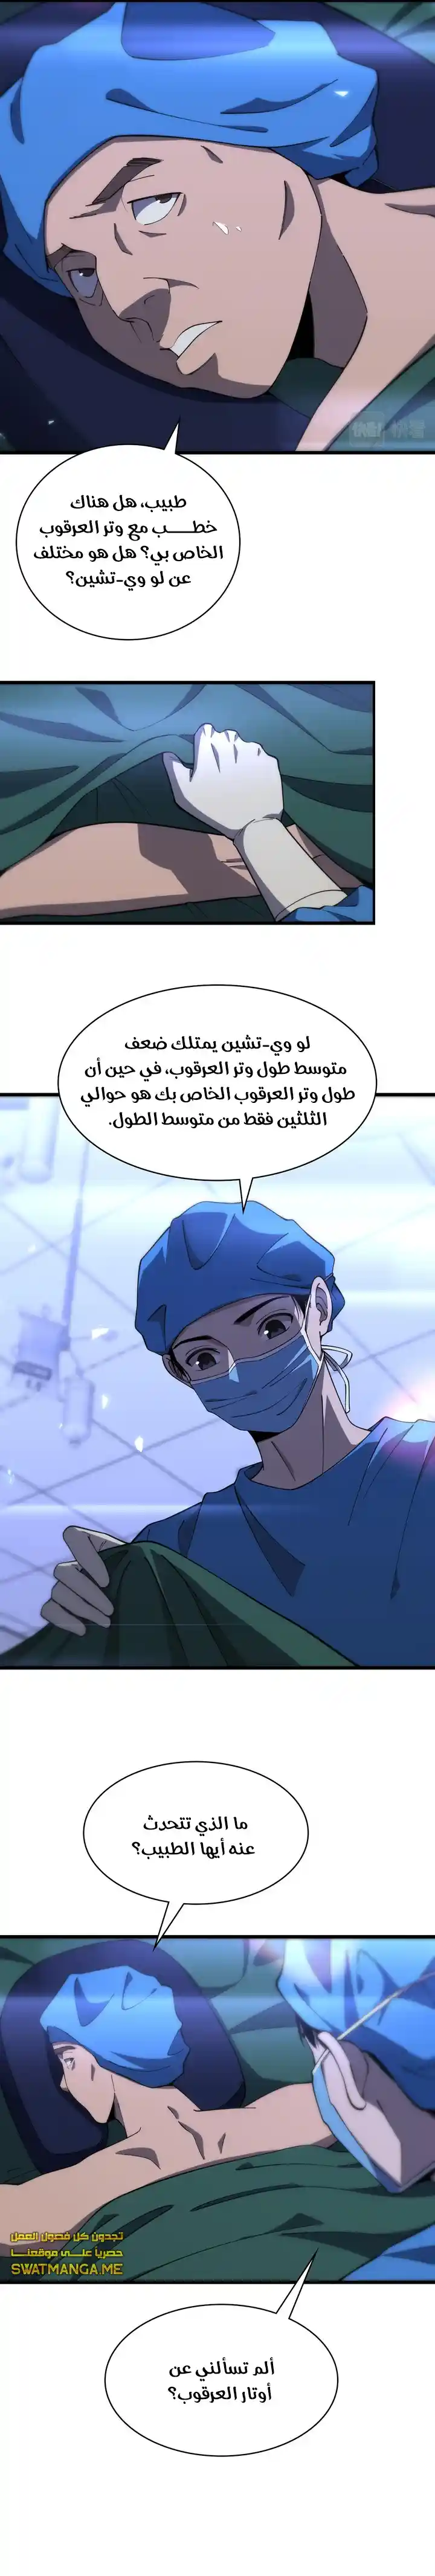 طبيب، هل هناك
خطـــب مع وتر العرقوب
الخاص بي؟ هل هو مختلف
عن لو وي-تشين؟
لو وي-تشين يمتلك ضعف
متوسط طول وتر العرقوب، في حين أن
طول وتر العرقوب الخاص بك هو حوالي
الثلثين فقط من متوسط الطول.
ما الذي تتحدث
عنه أيها الطبيب؟
تجدون كل فصول العمل
حصرياً علـــى موقعنـــا
SWATMANGA.ME
ألم تسألني عن
أوتار العرقوب؟